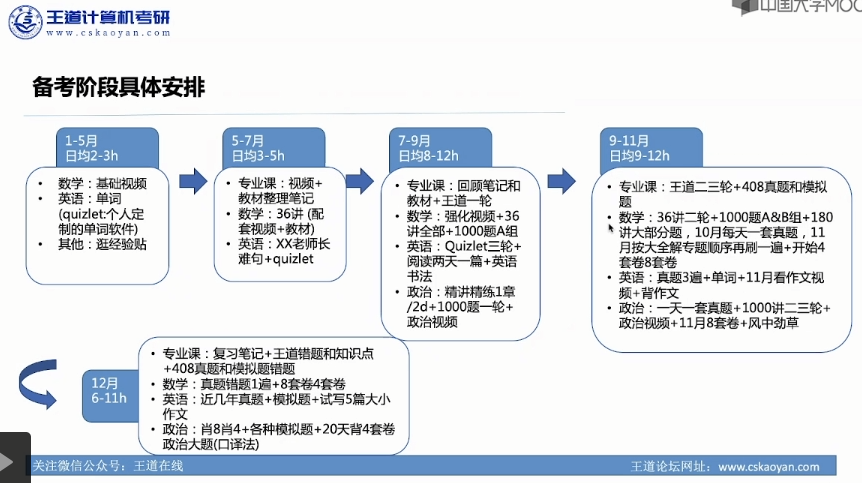 王道计算机考研
www.cskaoyan.com
中国大学MOO
备考阶段具体安排
1-5月
日均2-3h
• 数学：基础视频
• 英语：单词
(quizlet:个人定
制的单词软件)
• 其他：逛经验贴
5-7月
日均3-5h
• 专业课：视频+
教材整理笔记
• 数学：36讲 (配
套视频+教材)
• 英语：XX老师长
难句+quizlet
7-9月
日均8-12h
• 专业课：回顾笔记和
教材+王道一轮
• 数学：强化视频+36
讲全部+1000题A组
• 英语：Quizlet三轮+
阅读两天一篇+英语
书法
• 政治：精讲精练1章
/2d+1000题一轮+
政治视频
9-11月
日均9-12h
• 专业课：王道二三轮+408真题和模拟
题
• 数学：36讲二轮+1000题A&B组+180
讲大部分题，10月每天一套真题，11
月按大全解专题顺序再刷一遍+开始4
套卷8套卷
• 英语：真题3遍+单词+11月看作文视
频+背作文
• 政治：一天一套真题+1000讲二三轮+
政治视频+11月8套卷+风中劲草
12月
6-11h
• 专业课：复习笔记+王道错题和知识点
+408真题和模拟题错题
• 数学：真题错题1遍+8套卷4套卷
• 英语：近几年真题+模拟题+试写5篇大小
作文
• 政治：肖8肖4+各种模拟题+20天背4套卷
政治大题(口译法)
关注微信公众号：王道在线
王道论坛网址：www.cskaoyan.com